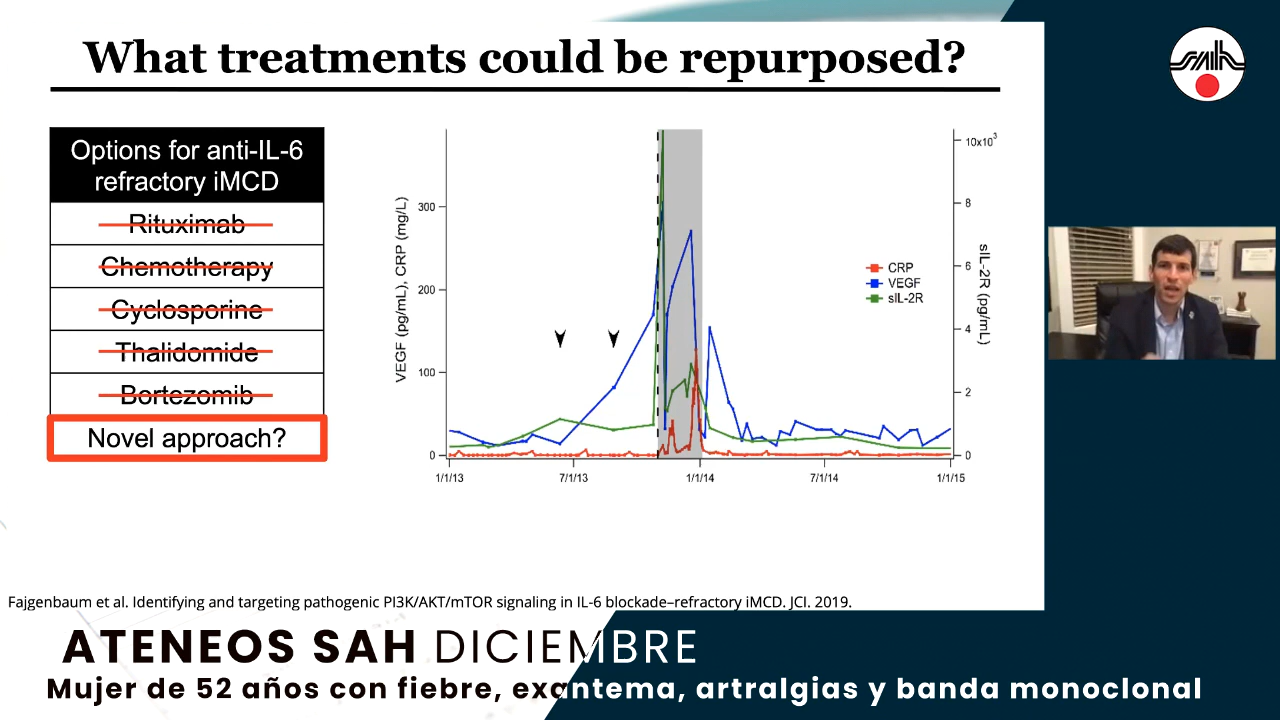 What treatments could be repurposed?
Options for anti-IL-6
refractory iMCD
Rituximab
Chemotherapy
Cyclosporine
Thalidomide
Bortezomib
Novel approach?
VEGF (pg/mL), CRP (mg/L)
300
200
100
0
10x10³
8
6
4
2
0
sIL-2R (pg/mL)
CRP
VEGF
sIL-2R
1/1/13
7/1/13
1/1/14
7/1/14
1/1/15
Fajgenbaum et al. Identifying and targeting pathogenic PI3K/AKT/mTOR signaling in IL-6 blockade–refractory iMCD. JCI. 2019.
ATENEOS SAH DICIEMBRE
Mujer de 52 años con fiebre, exantema, artralgias y banda monoclonal